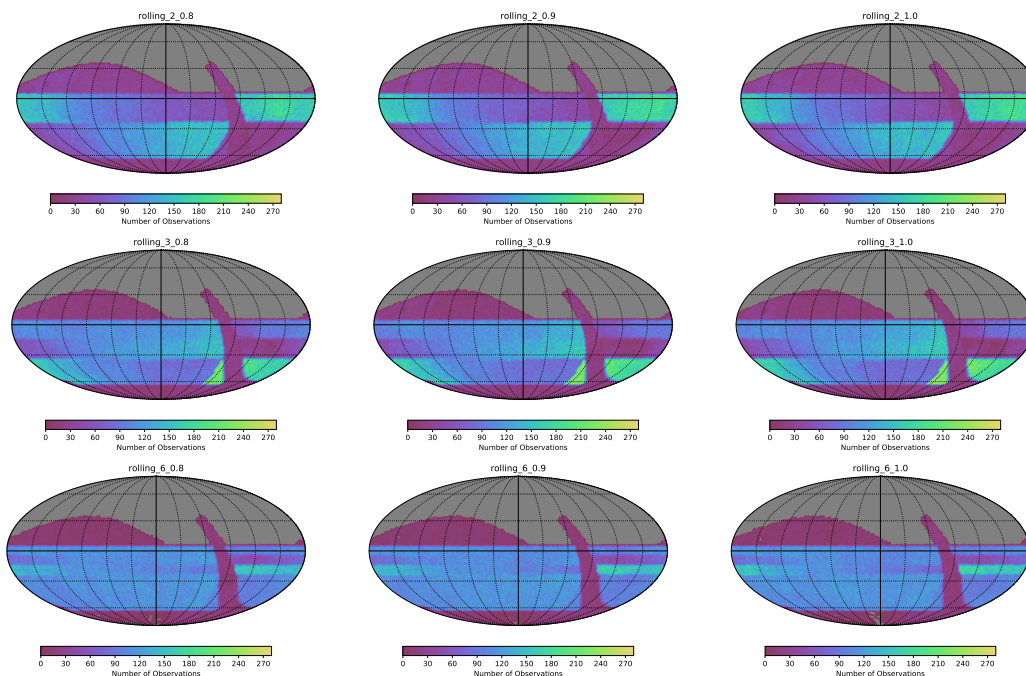 rolling_2_0.8 rolling_2_0.9 rolling_2_1.0
0 30 60 90 120 150 180 210 240 270 0 30 60 90 120 150 180 210 240 270 0 30 60 90 120 150 180 210 240 270
Number of Observations Number of Observations Number of Observations
rolling_3_0.8 rolling_3_0.9 rolling_3_1.0
0 30 60 90 120 150 180 210 240 270 0 30 60 90 120 150 180 210 240 270 0 30 60 90 120 150 180 210 240 270
Number of Observations Number of Observations Number of Observations
rolling_6_0.8 rolling_6_0.9 rolling_6_1.0
0 30 60 90 120 150 180 210 240 270 0 30 60 90 120 150 180 210 240 270 0 30 60 90 120 150 180 210 240 270
Number of Observations Number of Observations Number of Observations